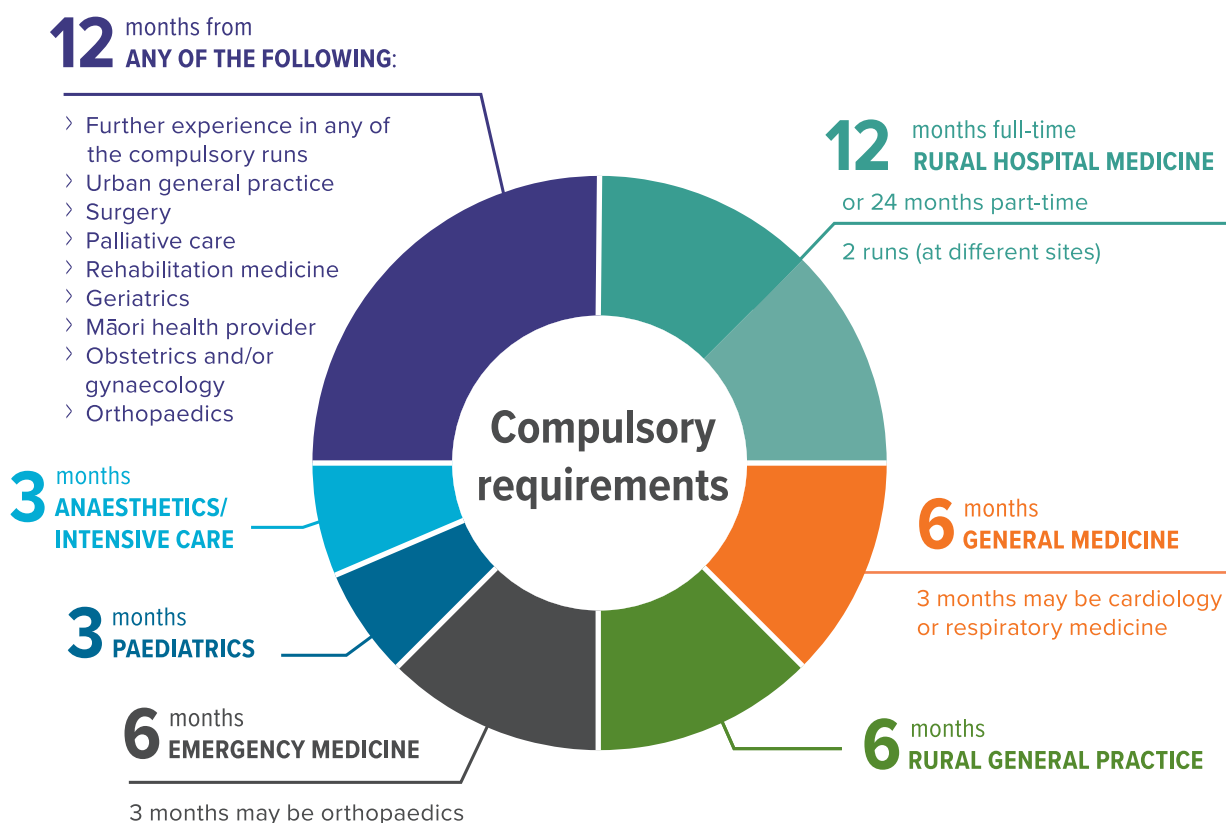 12 months from
ANY OF THE FOLLOWING:
› Further experience in any of
the compulsory runs
› Urban general practice
› Surgery
› Palliative care
› Rehabilitation medicine
› Geriatrics
› Māori health provider
› Obstetrics and/or
gynaecology
› Orthopaedics
12 months full-time
RURAL HOSPITAL MEDICINE
or 24 months part-time
2 runs (at different sites)
Compulsory
requirements
3 months
ANAESTHETICS/
INTENSIVE CARE
6 months
GENERAL MEDICINE
3 months may be cardiology
or respiratory medicine
3 months
PAEDIATRICS
6 months
EMERGENCY MEDICINE
3 months may be orthopaedics
6 months
RURAL GENERAL PRACTICE